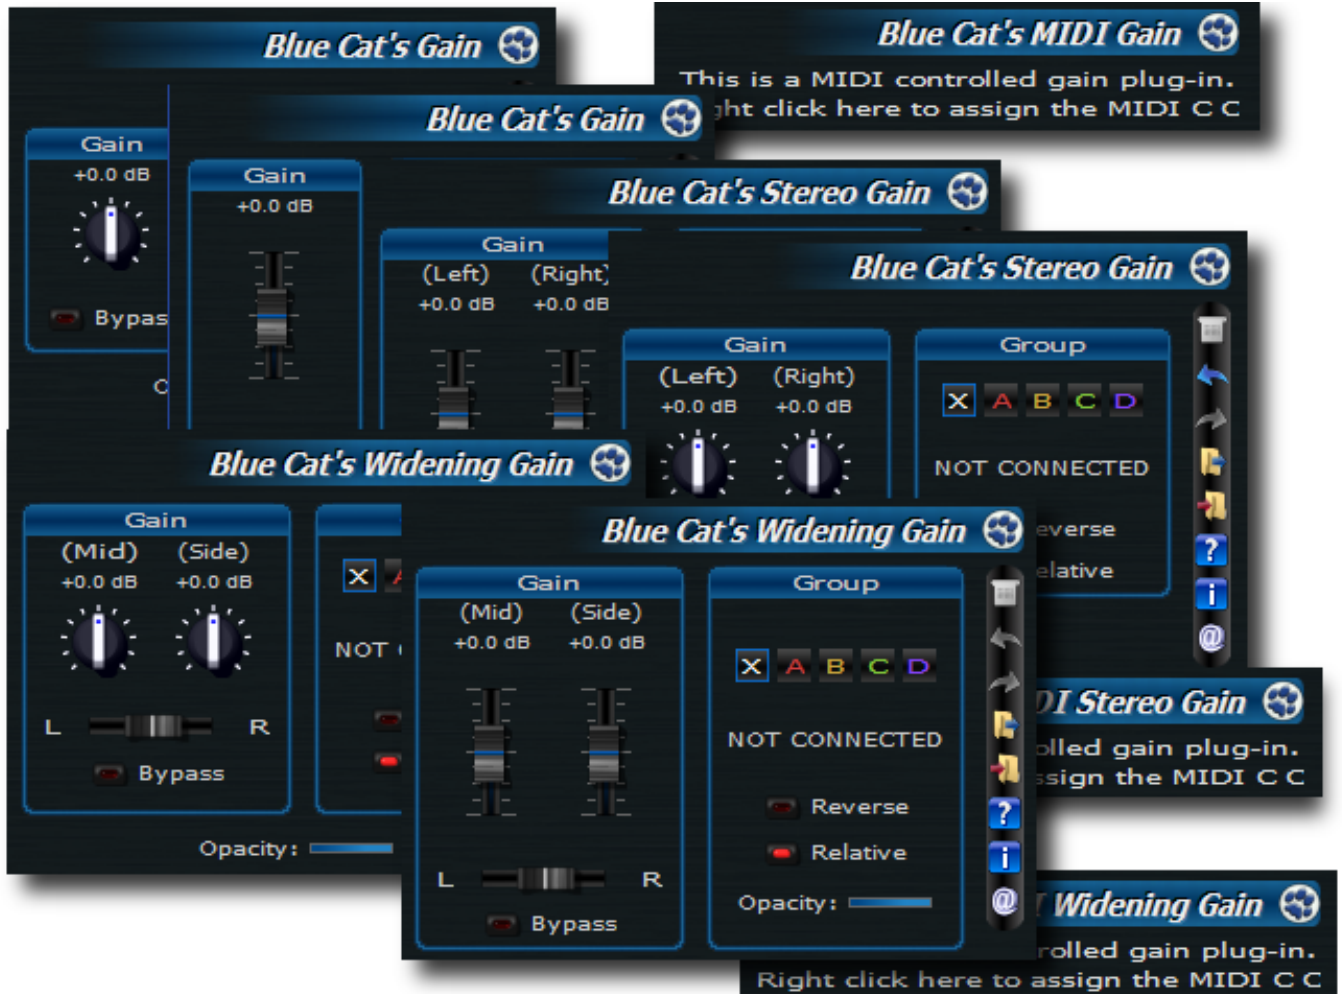 Blue Cat's Gain
Gain
+0.0 dB
Blue Cat's MIDI Gain
This is a MIDI controlled gain plug-in.
click here to assign the MIDI C C
Blue Cat's Gain
Gain
+0.0 dB
Blue Cat's Stereo Gain
Gain
(Left) (Right)
+0.0 dB +0.0 dB
Blue Cat's Stereo Gain
Gain
(Left) (Right)
+0.0 dB +0.0 dB
Group
X A B C D
NOT CONNECTED
?
i
@
Blue Cat's Widening Gain
Gain
(Mid) (Side)
+0.0 dB +0.0 dB
L R
Bypass
X
NOT
Opacity:
Blue Cat's Widening Gain
Gain
(Mid) (Side)
+0.0 dB +0.0 dB
L R
Bypass
Group
X A B C D
NOT CONNECTED
Reverse
Relative
Opacity:
?
i
@
Stereo Gain
gain plug-in.
the MIDI C C
Widening Gain
gain plug-in.
Right click here to assign the MIDI C C